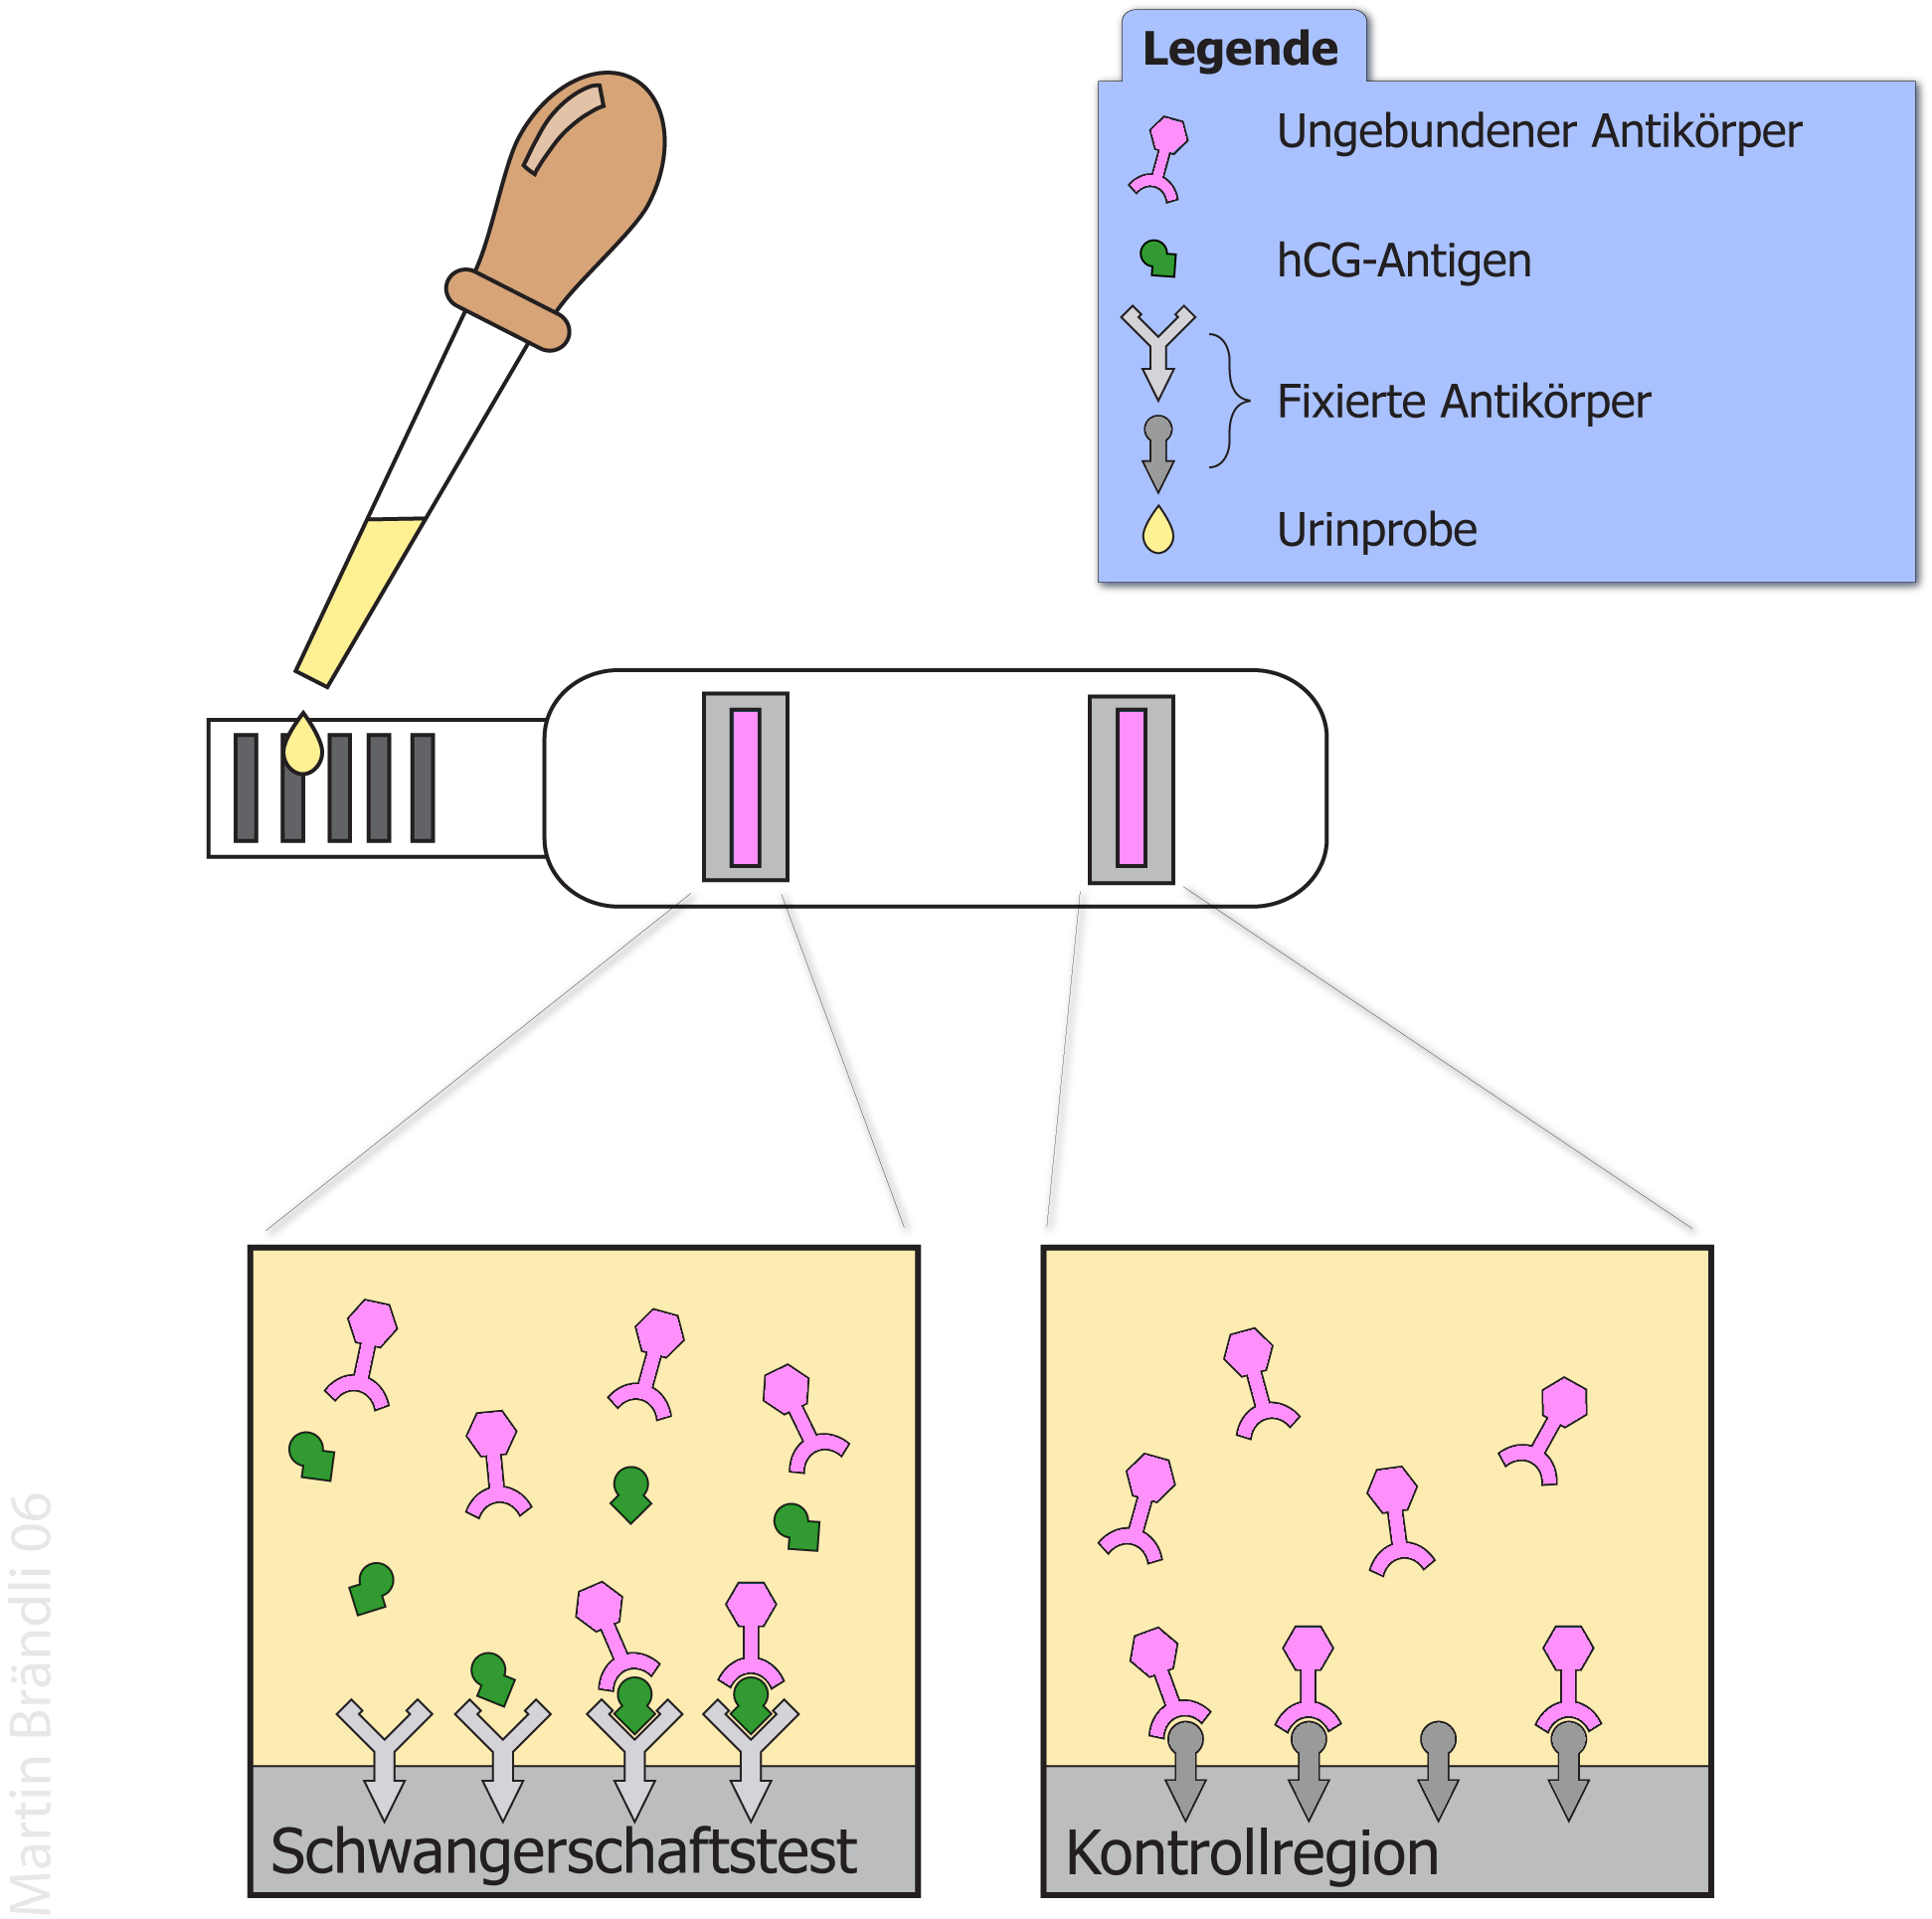 Legende
Ungebundener Antikörper
hCG-Antigen
Fixierte Antikörper
Urinprobe
Schwangerschaftstest
Kontrollregion
Martin Brändli 06